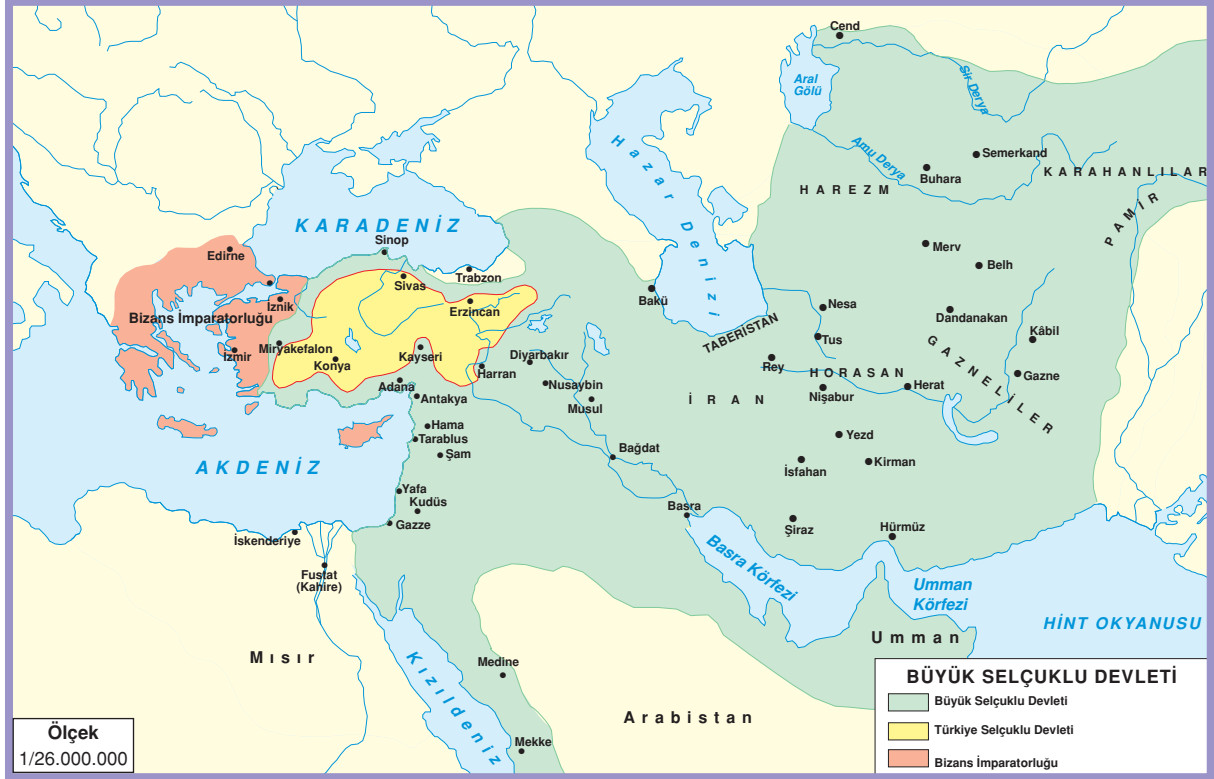 Cend
Aral
Gölü
Sir Derya
Hazar Denizi
Amu Derya
Semerkand
Buhara
KARAHANLILAR
HAREZM
PAMİR
KARADENİZ
Sinop
Edirne
Merv
Belh
Trabzon
Sivas
İznik
Bakü
Nesa
Erzincan
Dandanakan
Bizans İmparatorluğu
TABERİSTAN
Kâbil
Tus
GAZNELİLER
İzmir
Miryakefalon
Kayseri
Diyarbakır
Konya
Rey
HORASAN
Gazne
Harran
Adana
Nusaybin
Herat
Antakya
Musul
İRAN
Nişabur
Hama
Tarablus
Yezd
Şam
Bağdat
AKDENİZ
İsfahan
Kirman
Yafa
Kudüs
Basra
Gazze
Şiraz
Hürmüz
İskenderiye
Basra Körfezi
Fustat
(Kahire)
Umman
Körfezi
HİNT OKYANUSU
Umman
Mısır
Kızıldeniz
Medine
Arabistan
Mekke
BÜYÜK SELÇUKLU DEVLETİ
Büyük Selçuklu Devleti
Türkiye Selçuklu Devleti
Bizans İmparatorluğu
Ölçek
1/26.000.000